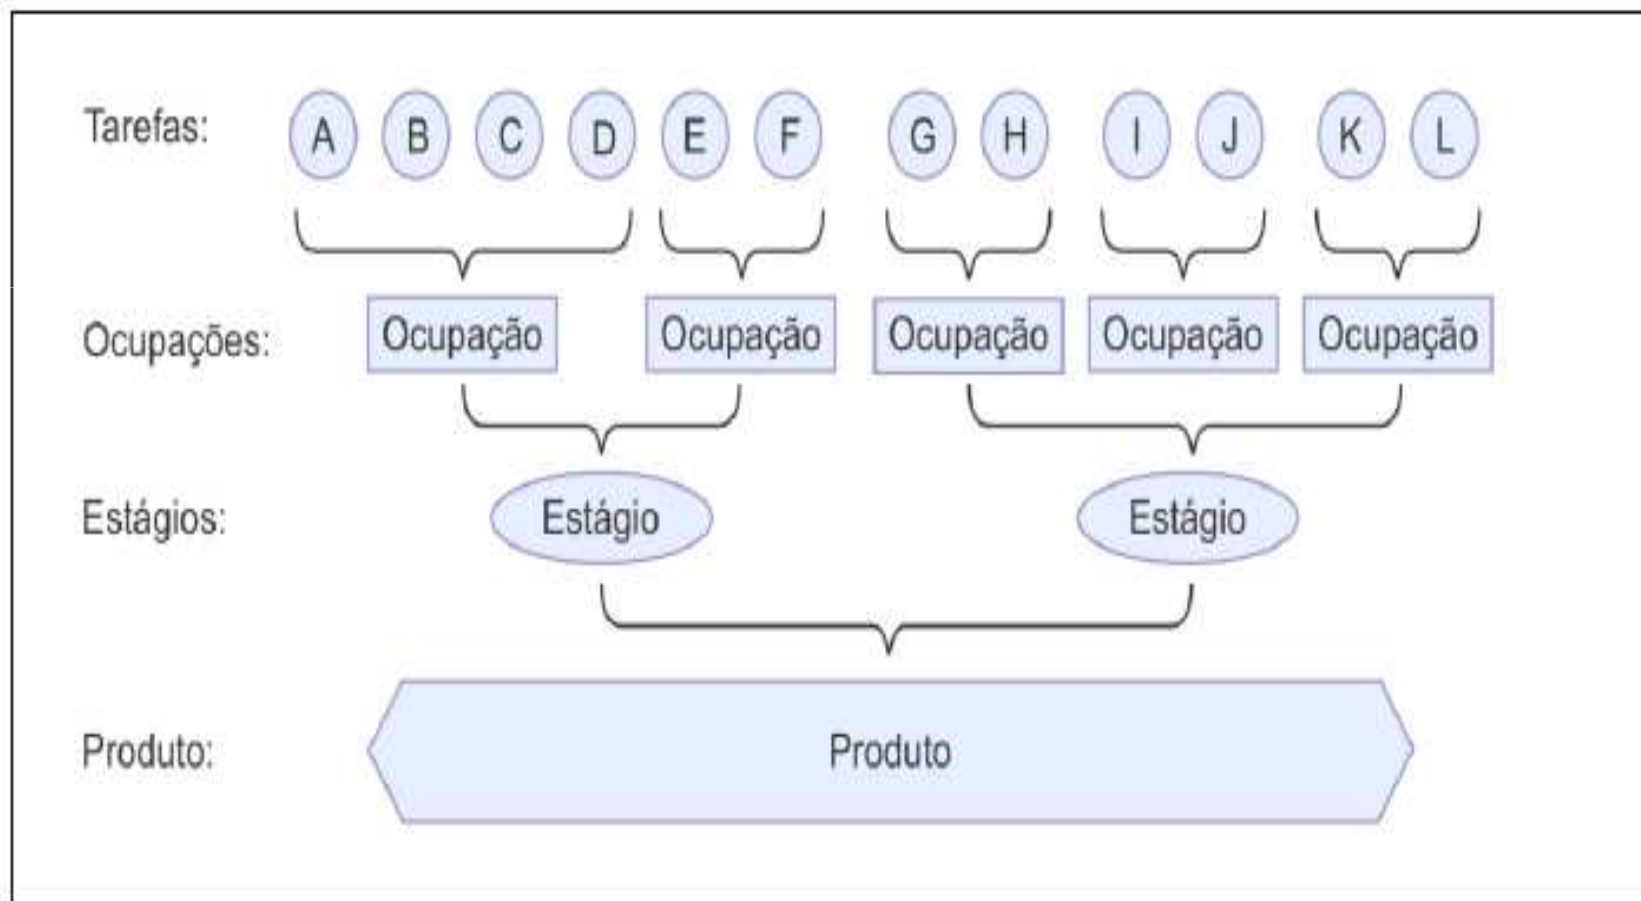 Tarefas: A B C D E F G H I J K L
Ocupações: Ocupação Ocupação Ocupação Ocupação Ocupação
Estágios: Estágio Estágio
Produto: Produto